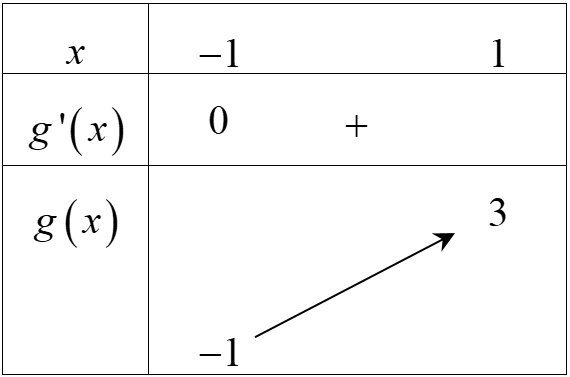 x −1 1
g'(x) 0 +
g(x) 3
−1